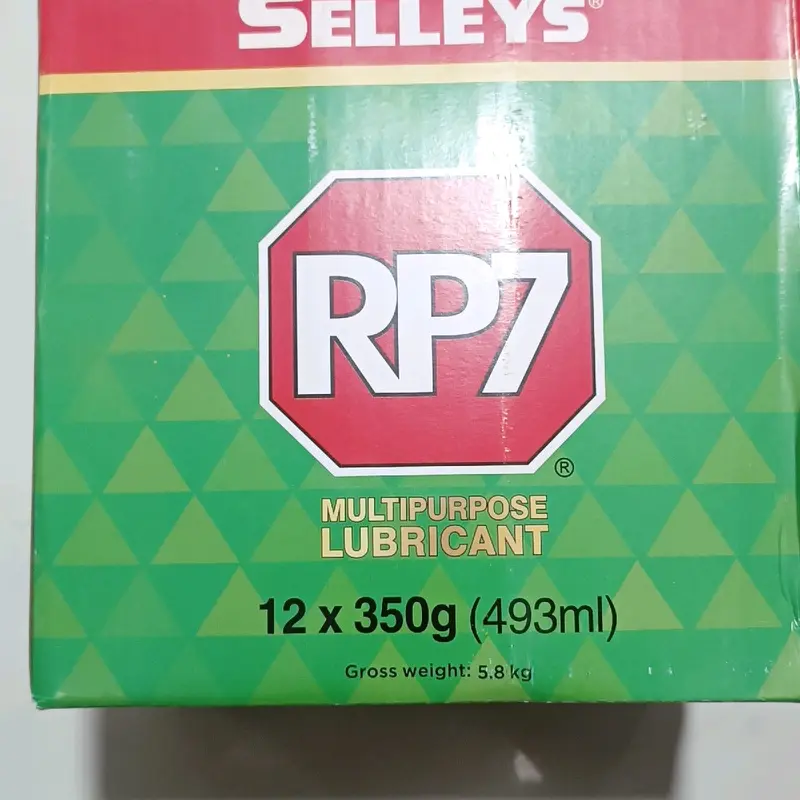 SELLEYS®
RP7®
MULTIPURPOSE
LUBRICANT
12 x 350g (493ml)
Gross weight: 5.8 kg